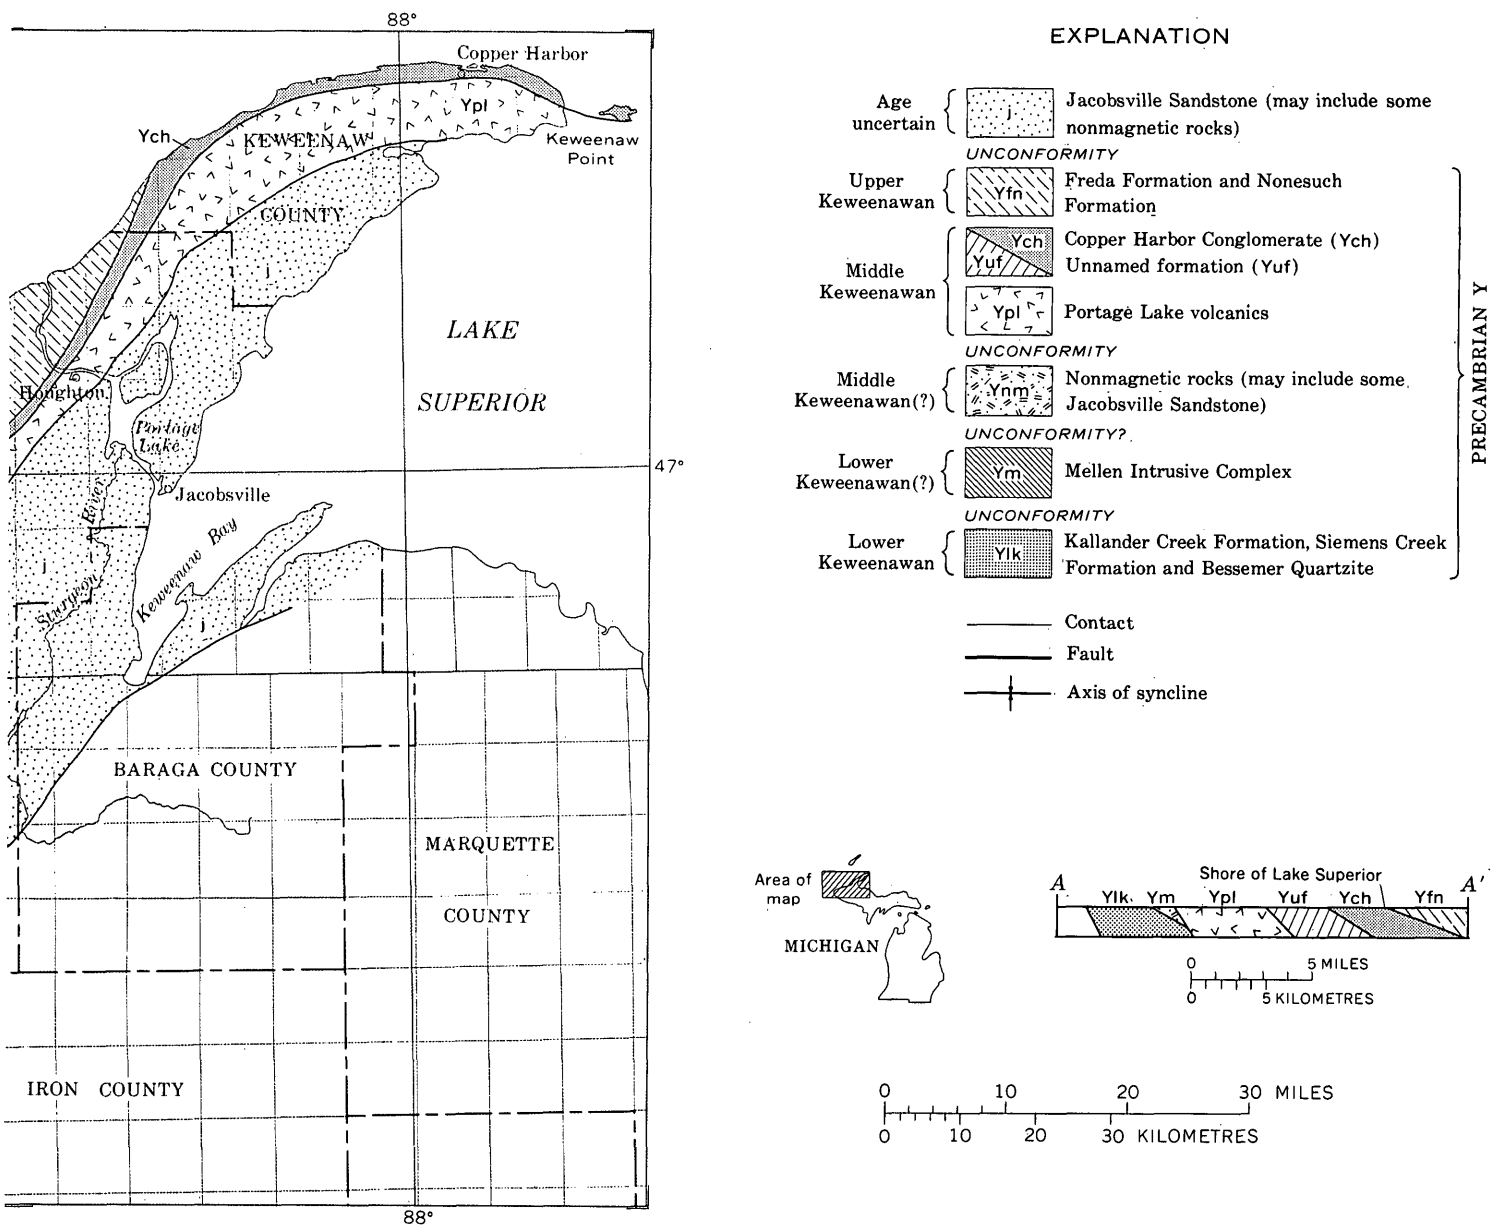 88°
Copper Harbor
Ypl
Ych
KEWEENAW
Keweenaw
Point
COUNTY
j
LAKE
SUPERIOR
Houghton
Portage
Lake
47°
Jacobsville
River
Keweenaw Bay
j
Sturgeon
j
BARAGA COUNTY
MARQUETTE
COUNTY
IRON COUNTY
88°
EXPLANATION
Age
uncertain
j
Jacobsville Sandstone (may include some
nonmagnetic rocks)
UNCONFORMITY
Upper
Keweenawan
Yfn
Freda Formation and Nonesuch
Formation
Middle
Keweenawan
Ych
Yuf
Copper Harbor Conglomerate (Ych)
Unnamed formation (Yuf)
Ypl
Portage Lake volcanics
UNCONFORMITY
Middle
Keweenawan(?)
Ynm
Nonmagnetic rocks (may include some
Jacobsville Sandstone)
UNCONFORMITY?
Lower
Keweenawan(?)
Ym
Mellen Intrusive Complex
UNCONFORMITY
Lower
Keweenawan
Ylk
Kallander Creek Formation, Siemens Creek
Formation and Bessemer Quartzite
PRECAMBRIAN Y
Contact
Fault
Axis of syncline
Area of
map
MICHIGAN
Shore of Lake Superior
A A'
Ylk Ym Ypl Yuf Ych Yfn
0 5 MILES
0 5 KILOMETRES
0 10 20 30 MILES
0 10 20 30 KILOMETRES